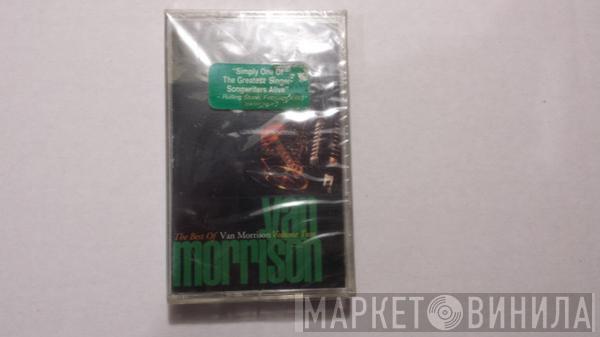 "Simply One Of
The Greatest Singer-
Songwriters Alive"
- Rolling Stone,
van
The Best Of Van Morrison Volume Two
morrison
МАРКЕТ ВИНИЛА